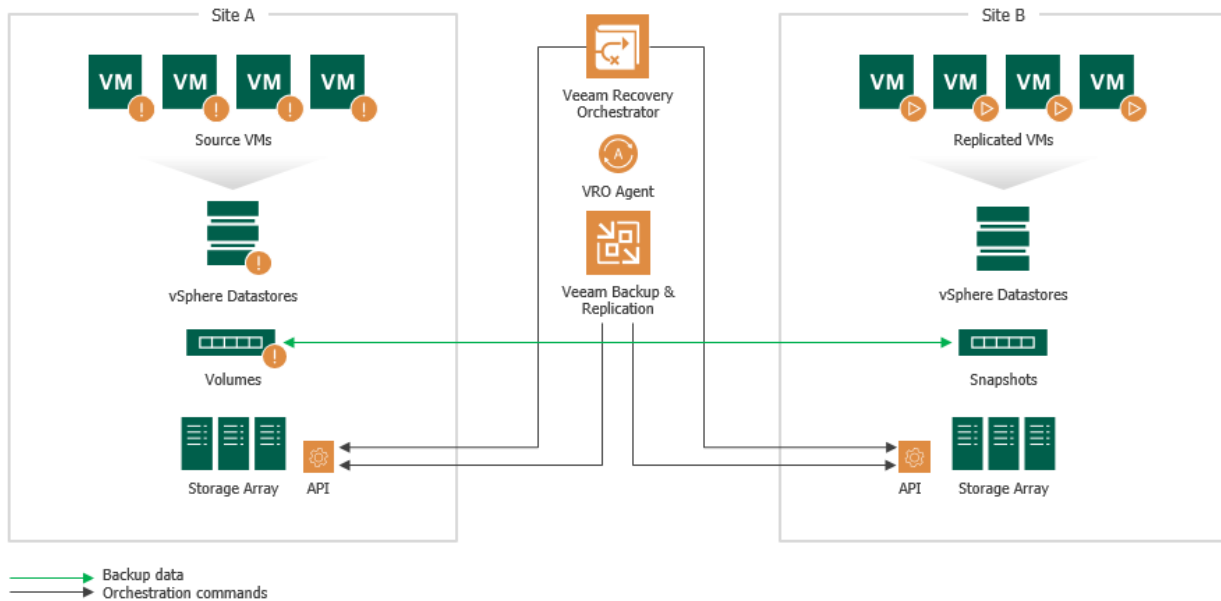 Site A
VM
VM
VM
VM
Source VMs
vSphere Datastores
Volumes
Storage Array
API
Veeam Recovery
Orchestrator
A
VRO Agent
Veeam Backup &
Replication
Site B
VM
VM
VM
VM
Replicated VMs
vSphere Datastores
Snapshots
API
Storage Array
Backup data
Orchestration commands